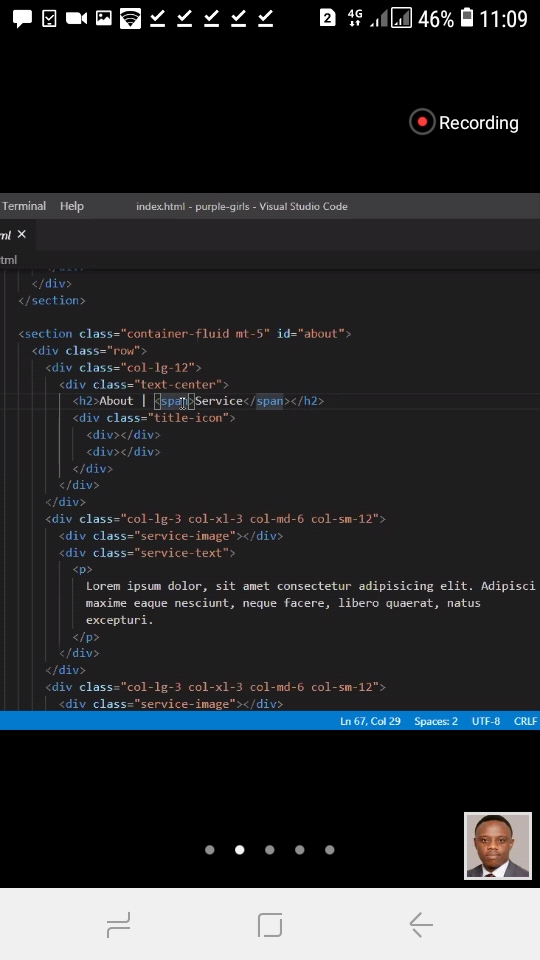 2 4G 46% 11:09
Recording
Terminal Help index.html - purple-girls - Visual Studio Code
ml ×
tml
</div>
</div>
</section>
<section class="container-fluid mt-5" id="about">
<div class="row">
<div class="col-lg-12">
<div class="text-center">
<h2>About | <span>Service</span></h2>
<div class="title-icon">
<div></div>
<div></div>
</div>
</div>
</div>
<div class="col-lg-3 col-xl-3 col-md-6 col-sm-12">
<div class="service-image"></div>
<div class="service-text">
<p>
Lorem ipsum dolor, sit amet consectetur adipisicing elit. Adipisci
maxime eaque nesciunt, neque facere, libero quaerat, natus
excepturi.
</p>
</div>
</div>
<div class="col-lg-3 col-xl-3 col-md-6 col-sm-12">
<div class="service-image"></div>
Ln 67, Col 29 Spaces: 2 UTF-8 CRLF